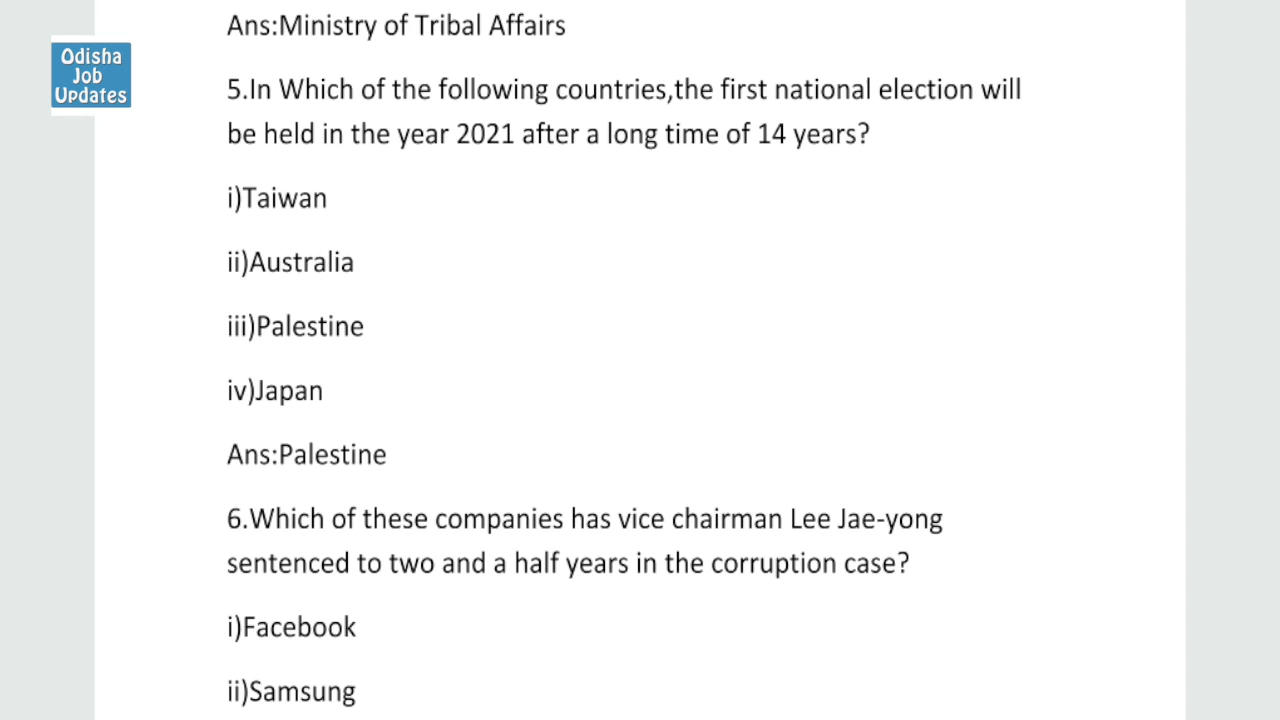 Odisha
Job
Updates
Ans:Ministry of Tribal Affairs
5.In Which of the following countries,the first national election will
be held in the year 2021 after a long time of 14 years?
i)Taiwan
ii)Australia
iii)Palestine
iv)Japan
Ans:Palestine
6.Which of these companies has vice chairman Lee Jae-yong
sentenced to two and a half years in the corruption case?
i)Facebook
ii)Samsung